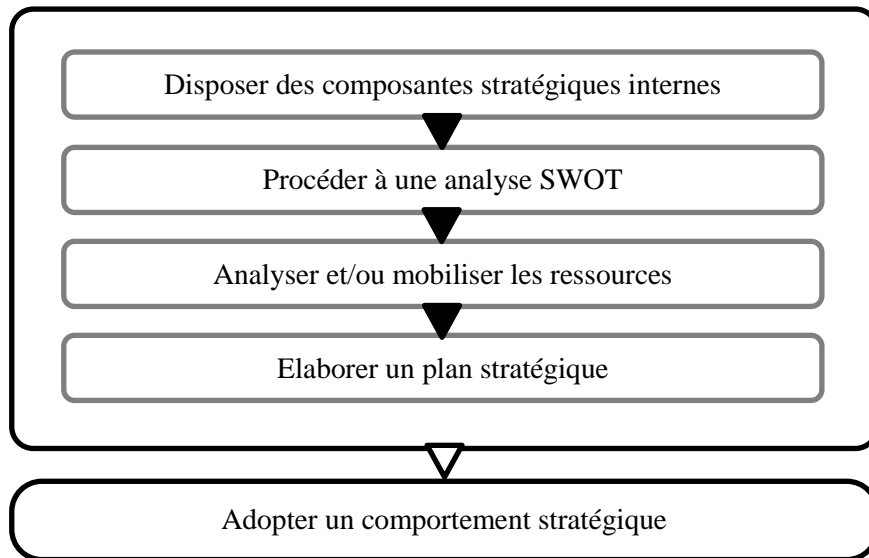 Disposer des composantes stratégiques internes
Procéder à une analyse SWOT
Analyser et/ou mobiliser les ressources
Elaborer un plan stratégique
Adopter un comportement stratégique